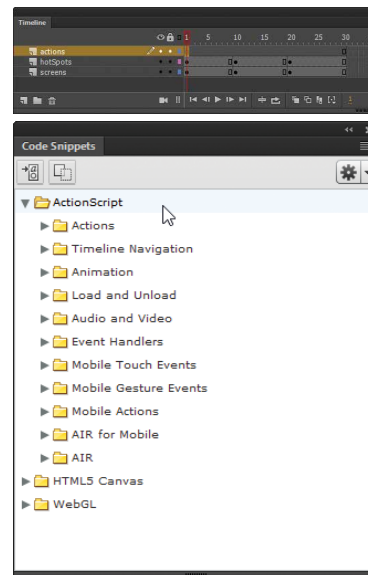 Timeline
1 5 10 15 20 25 30
actions
hotSpots
screens
1
Code Snippets
ActionScript
Actions
Timeline Navigation
Animation
Load and Unload
Audio and Video
Event Handlers
Mobile Touch Events
Mobile Gesture Events
Mobile Actions
AIR for Mobile
AIR
HTML5 Canvas
WebGL